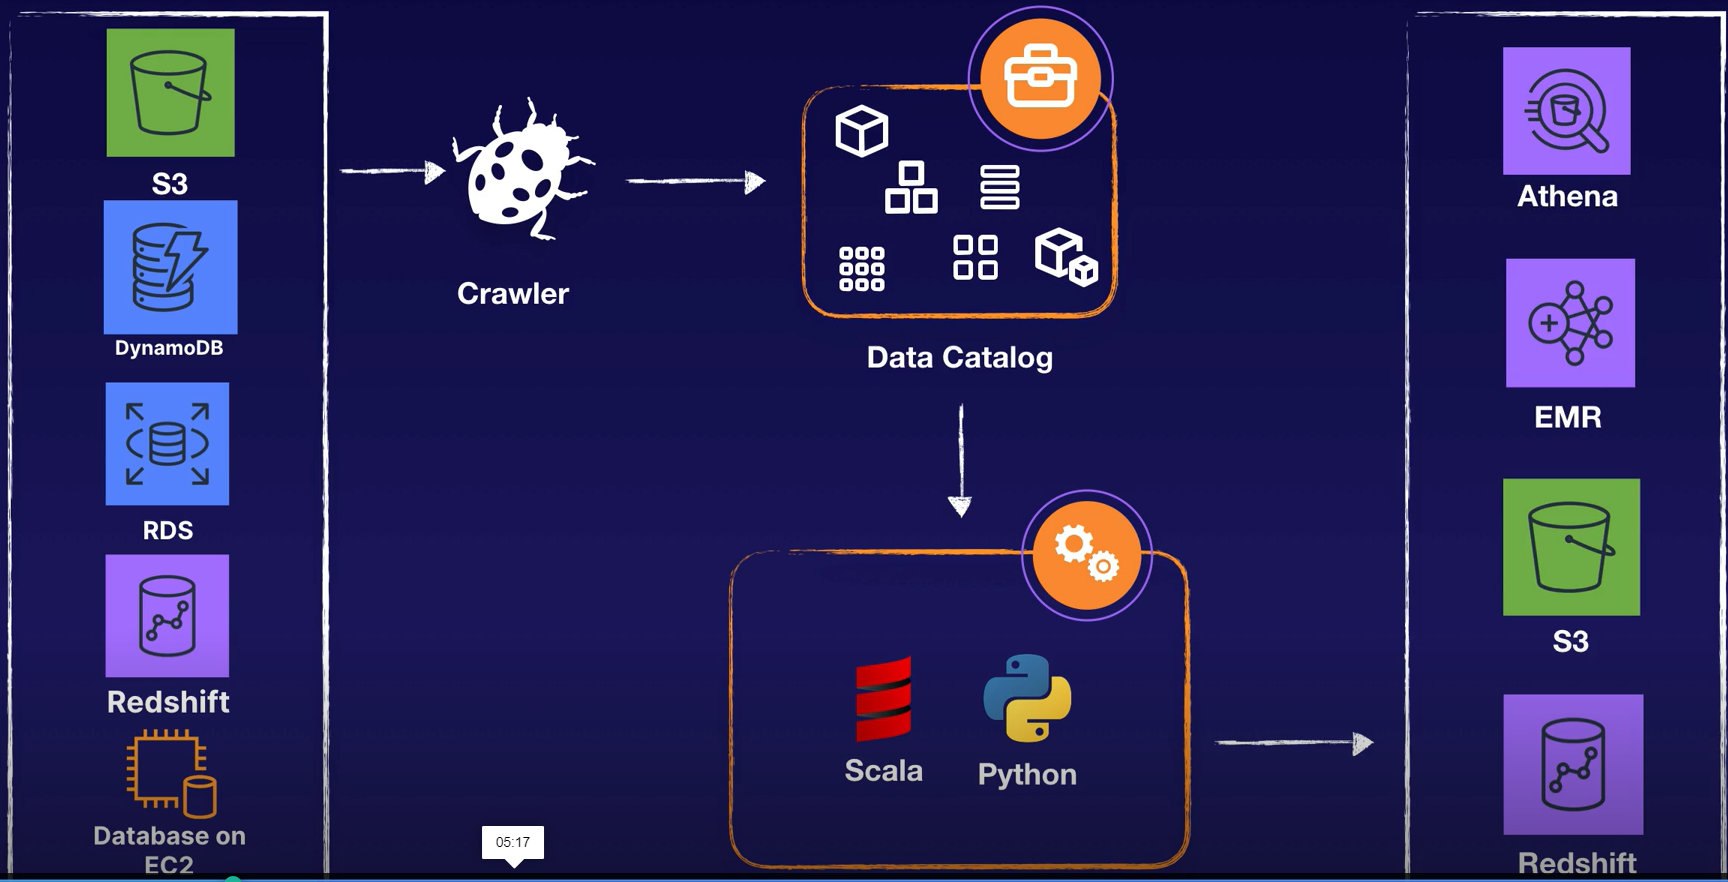 S3
DynamoDB
RDS
Redshift
Database on
EC2
Crawler
Data Catalog
Scala
Python
Athena
EMR
S3
Redshift
05:17